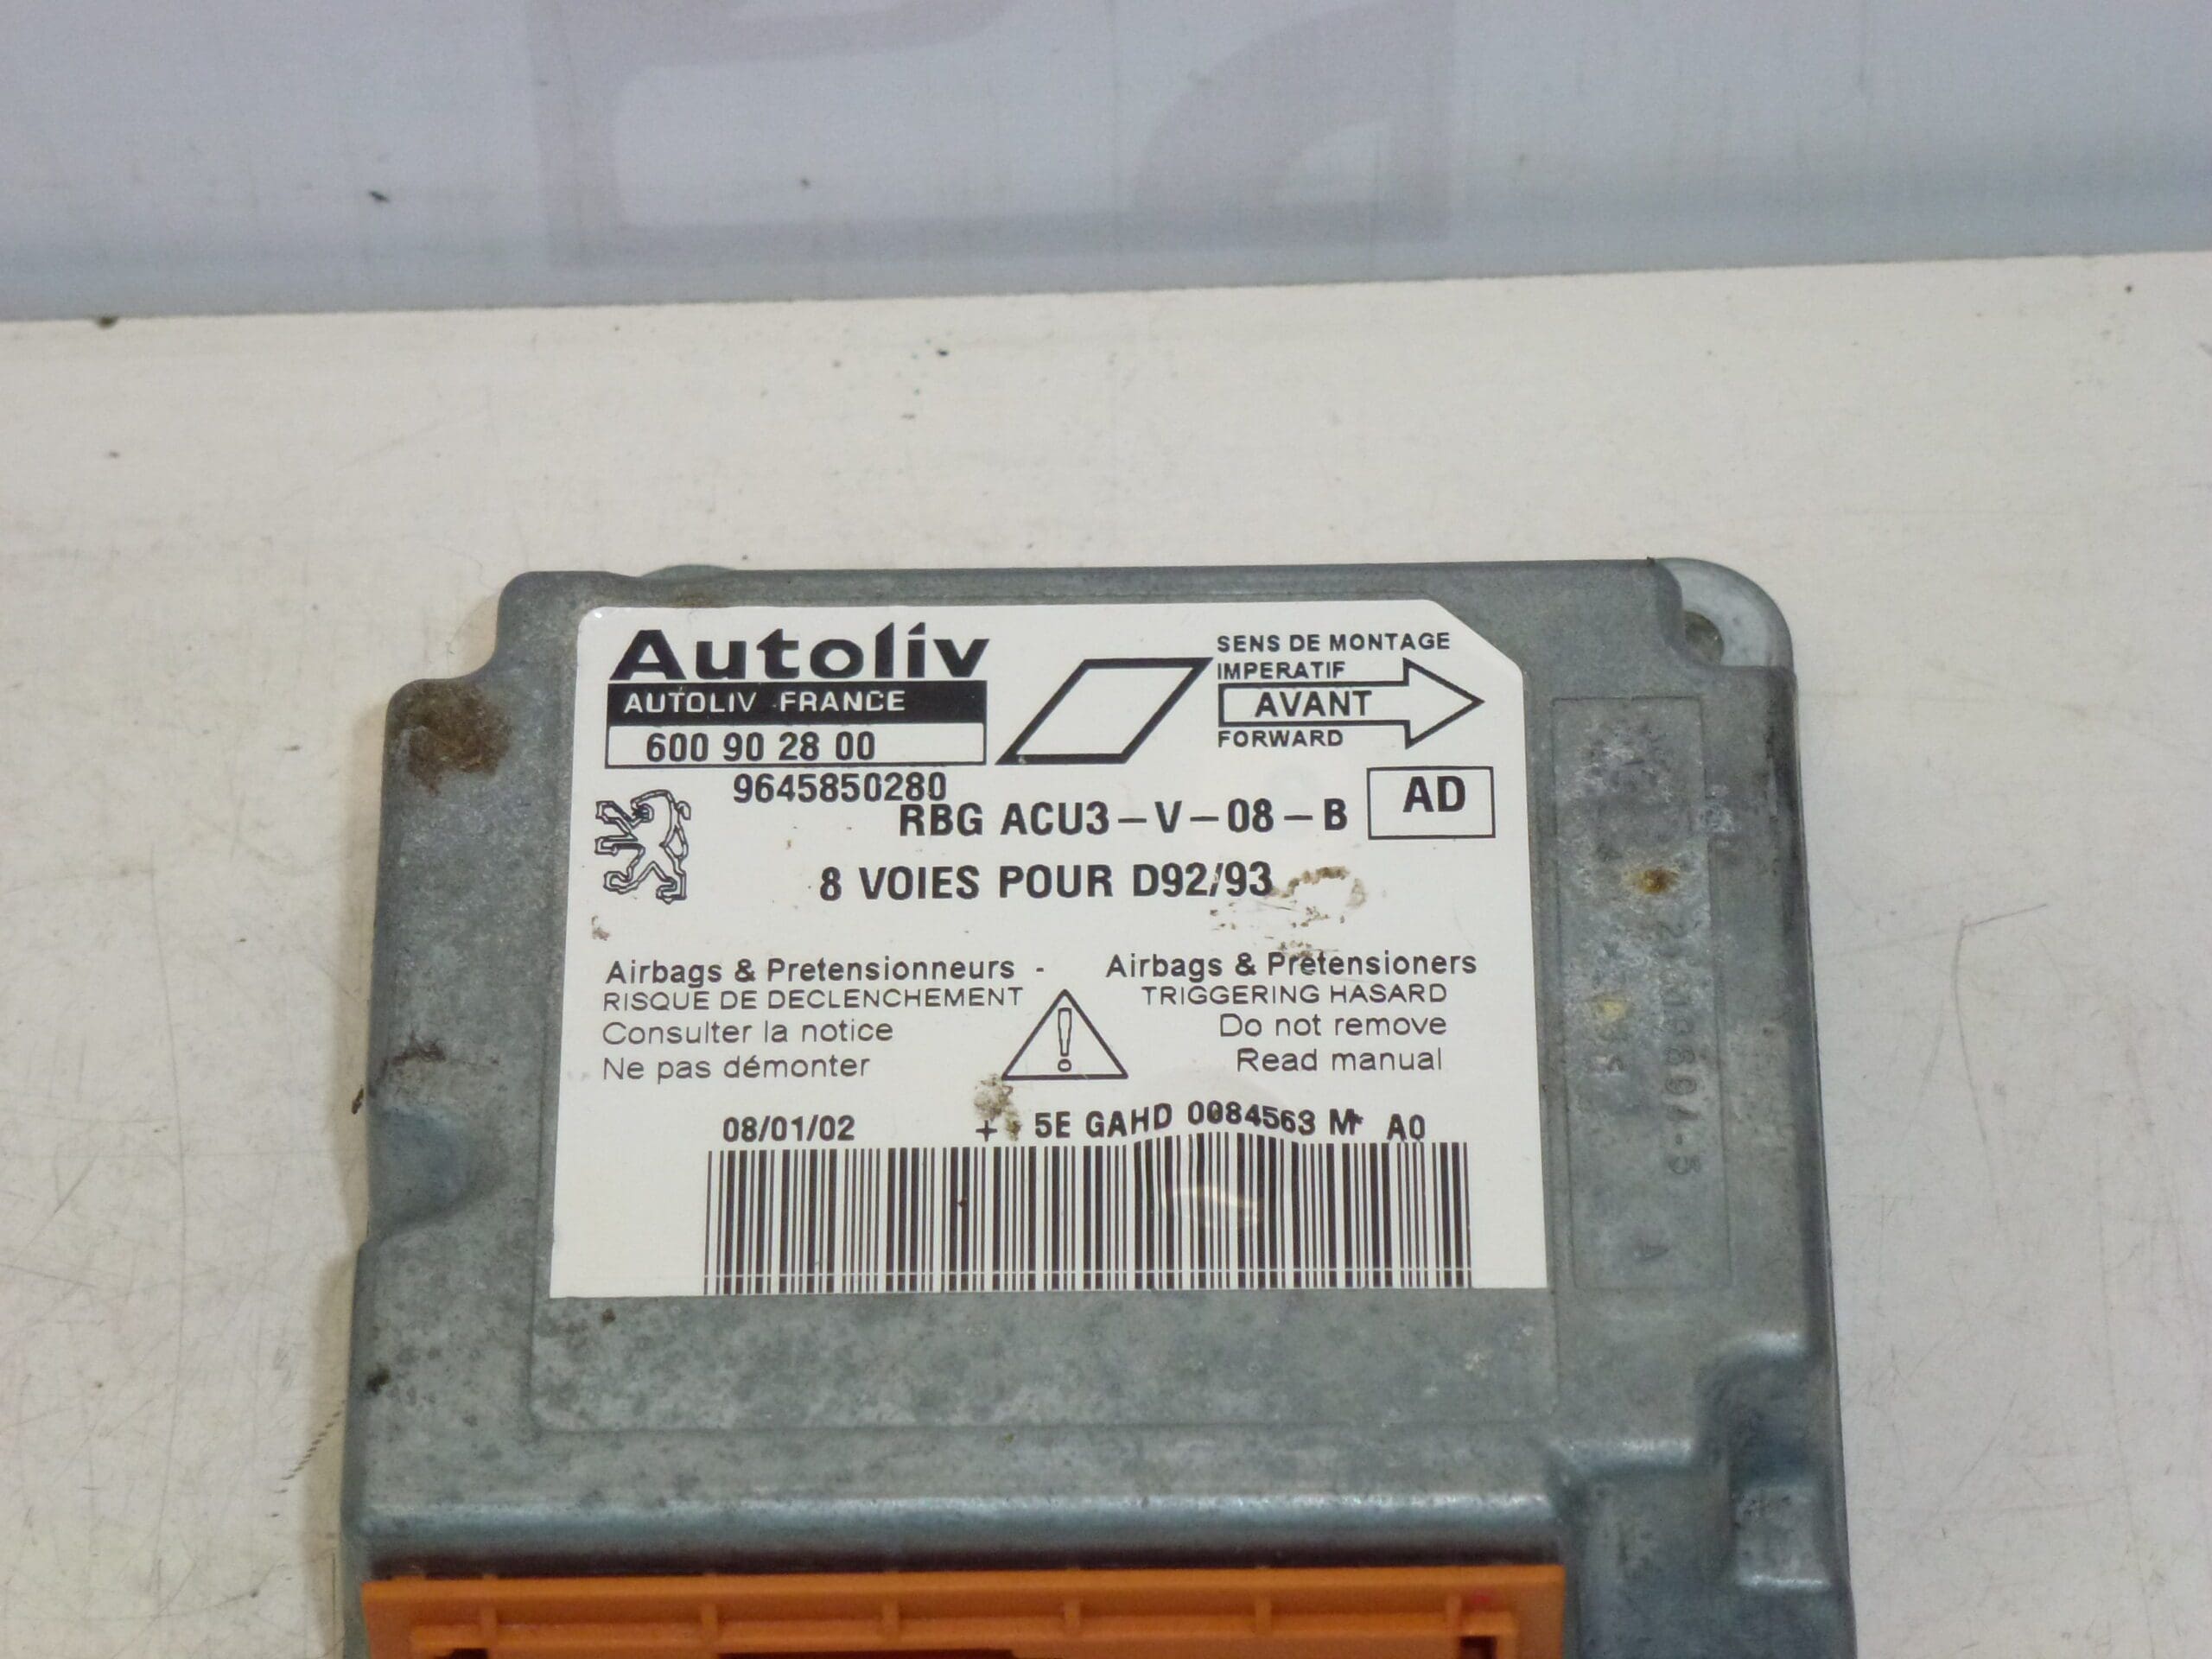 Autoliv
AUTOLIV FRANCE
600 90 2800
SENS DE MONTAGE
IMPERATIF
AVANT
FORWARD
9645850280
RBG ACU3-V-08-B
AD
8 VOIES POUR D92/93
Airbags & Pretensionneurs -
RISQUE DE DECLENCHEMENT
Consulter la notice
Ne pas démonter
Airbags & Pretensioners
TRIGGERING HASARD
Do not remove
Read manual
08/01/02
+ 5E GAHD 0084563 M* A0